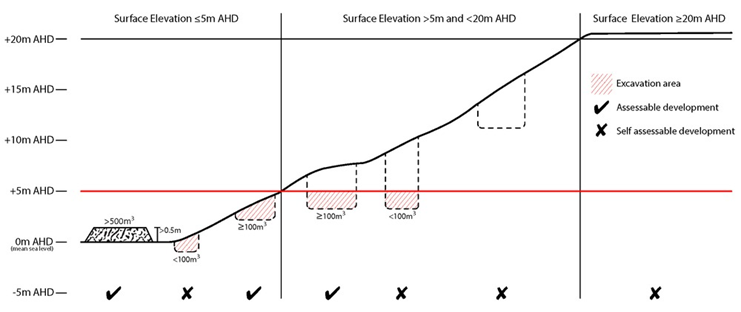 Surface Elevation ≤5m AHD
Surface Elevation >5m and <20m AHD
Surface Elevation ≥20m AHD
+20m AHD
+15m AHD
+10m AHD
+5m AHD
0m AHD
(mean sea level)
-5m AHD
Excavation area
Assessable development
Self assessable development
>500m³
>0.5m
<100m³
≥100m³
≥100m³
<100m³